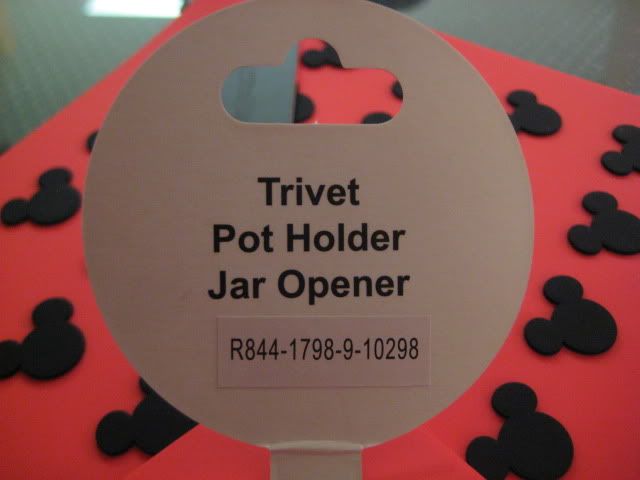 Trivet
Pot Holder
Jar Opener
R844-1798-9-10298